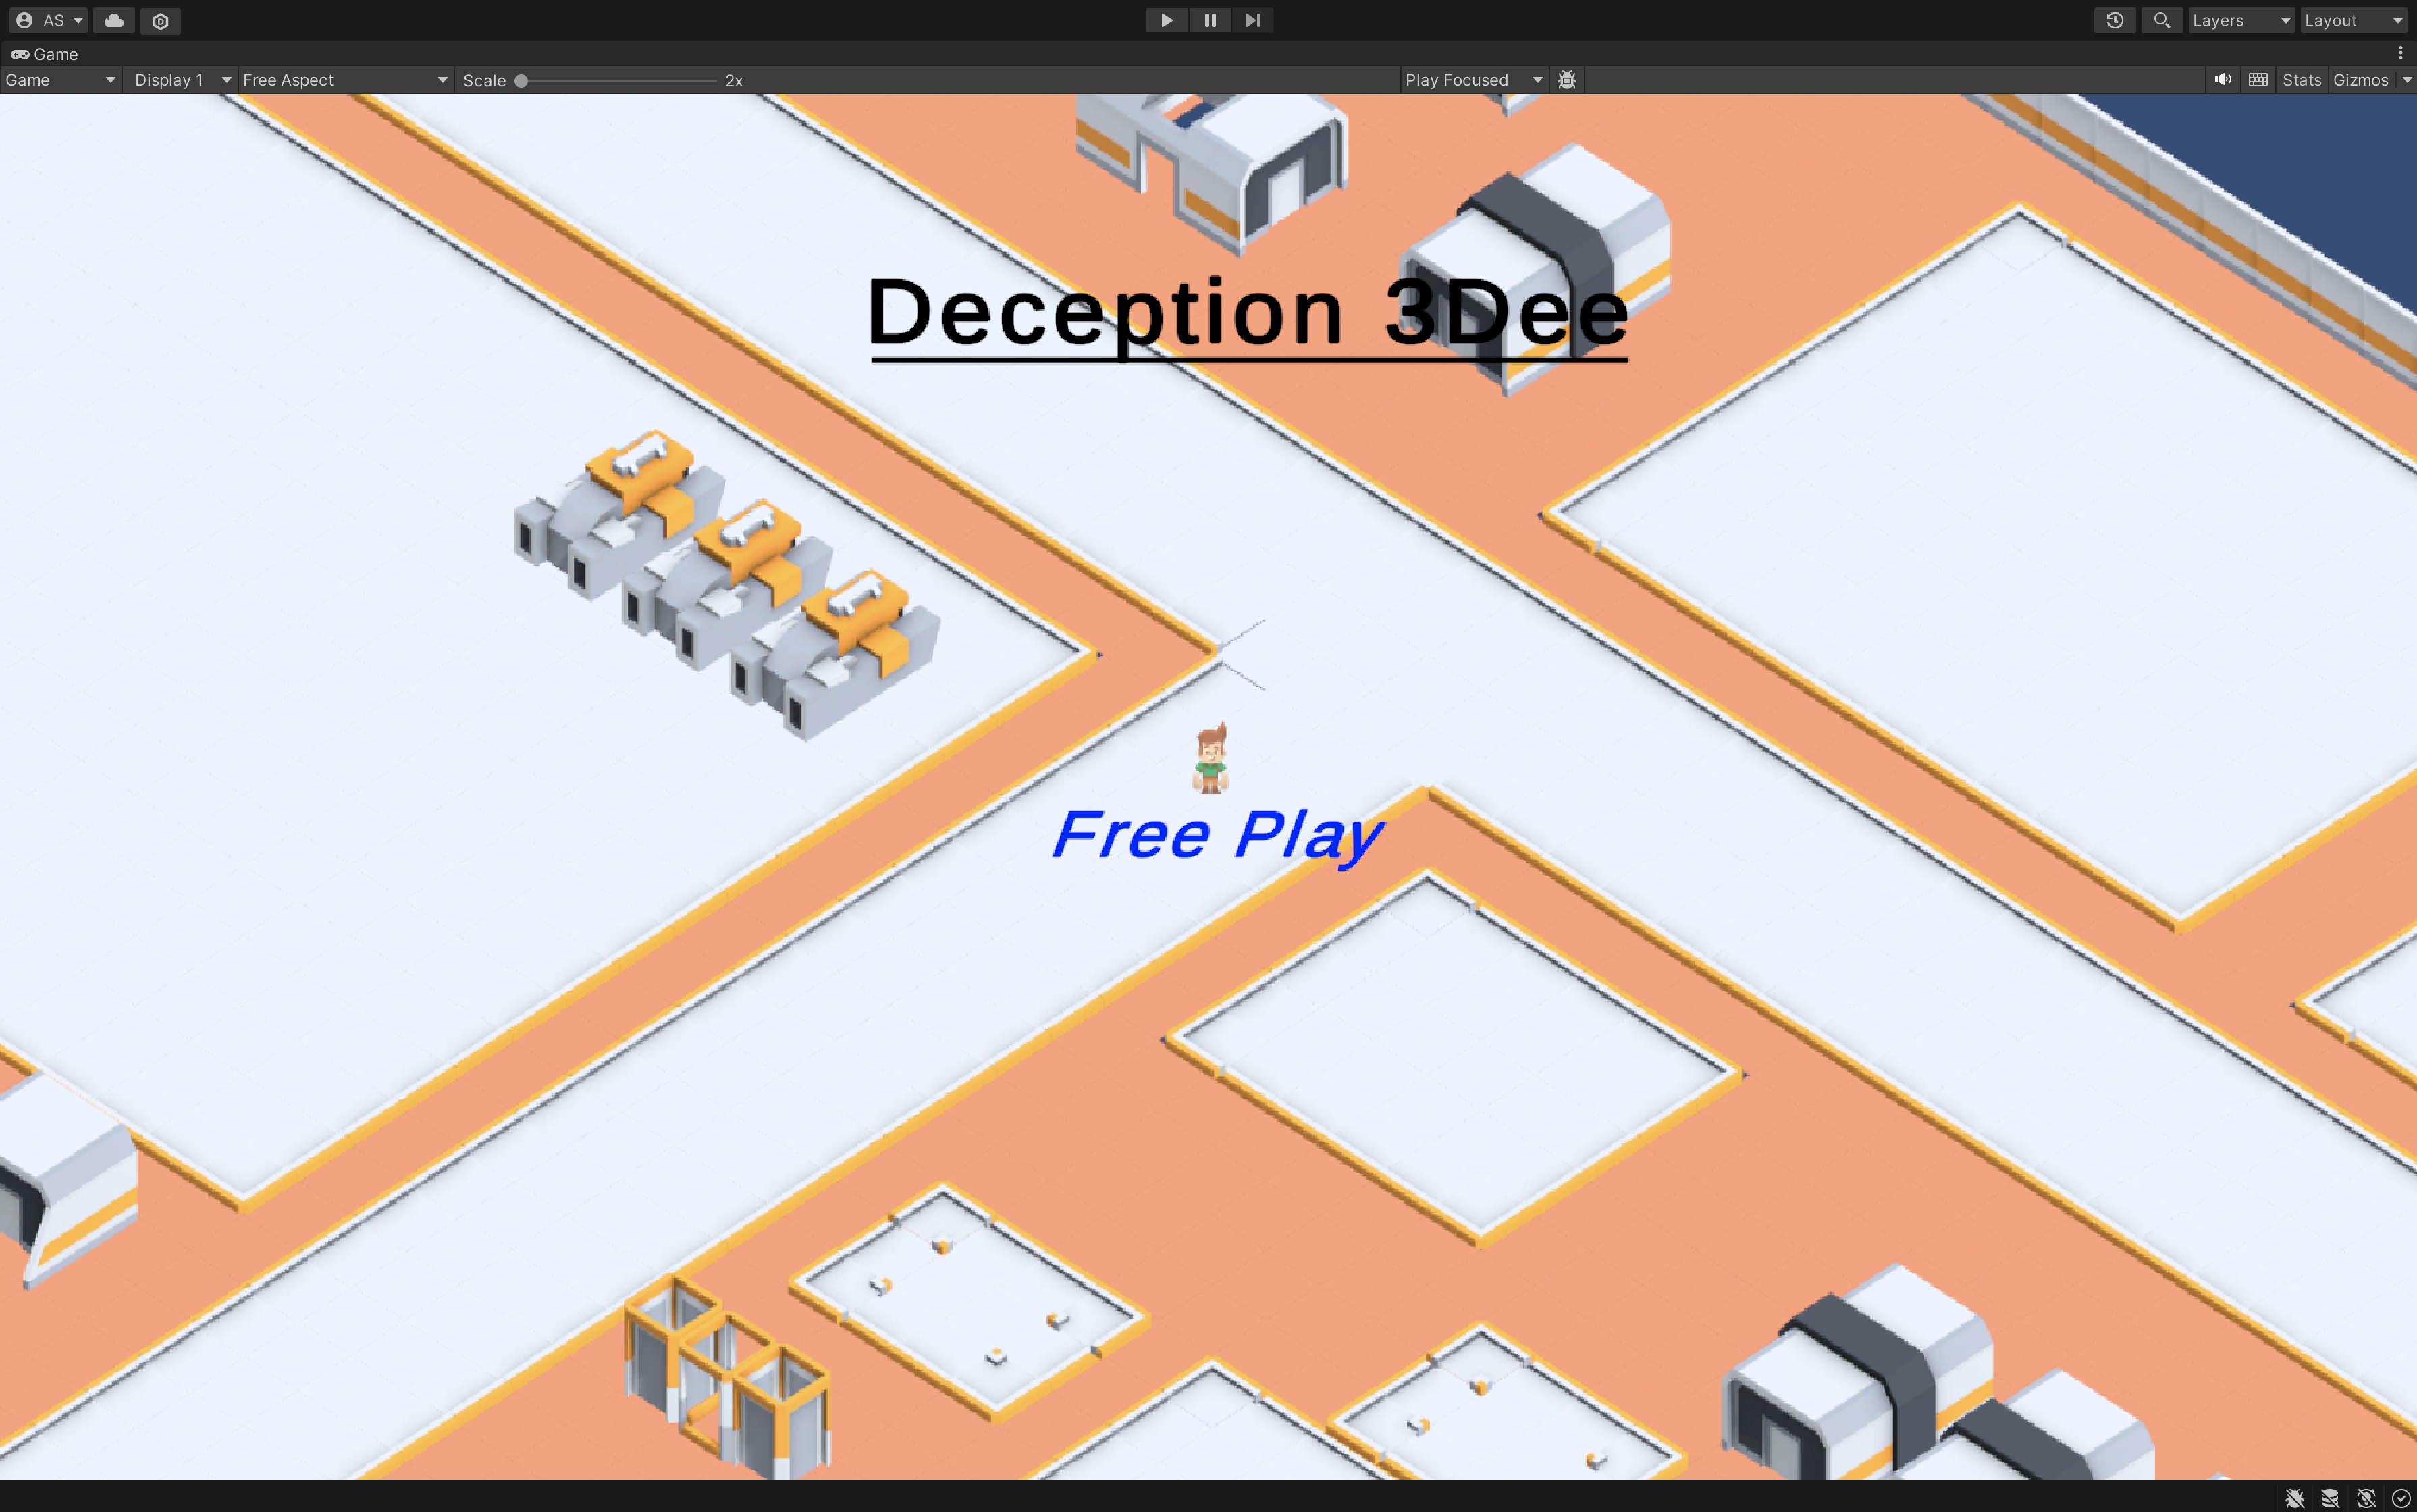 AS
Layers
Layout
Game
Game
Display 1
Free Aspect
Scale
2x
Play Focused
Stats
Gizmos
Deception 3Dee
Free Play